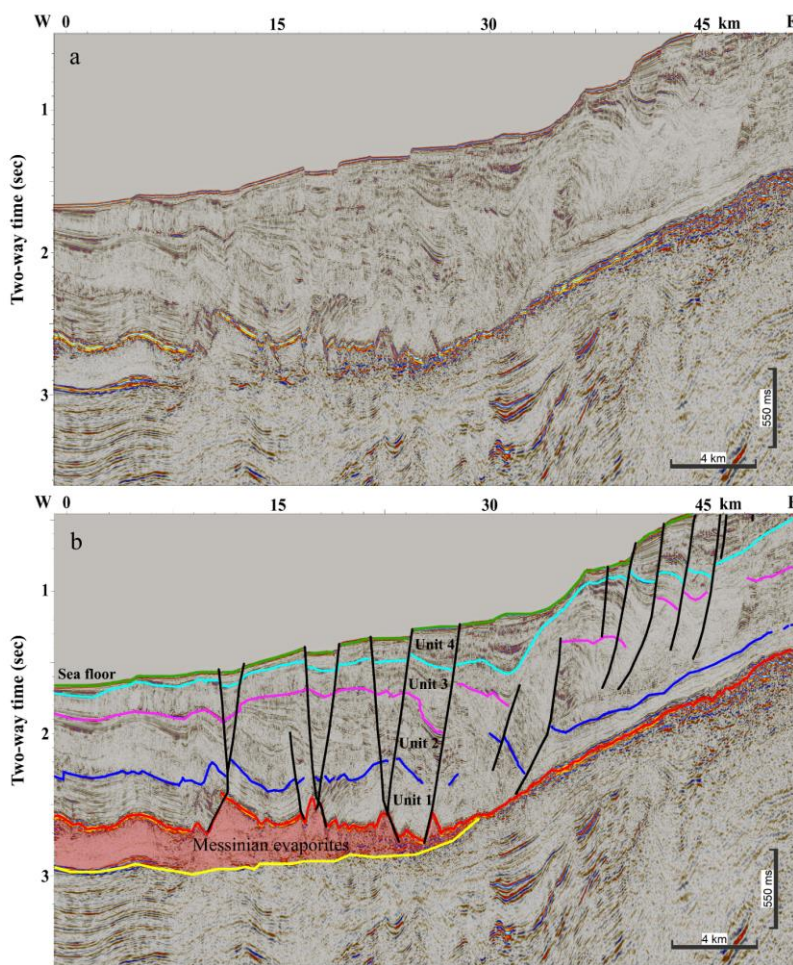 W 0 15 30 45 km E
a
1
2
3
Two-way time (sec)
550 ms
4 km
W 0 15 30 45 km E
b
1
2
3
Two-way time (sec)
Sea floor
Unit 4
Unit 3
Unit 2
Unit 1
Messinian evaporites
550 ms
4 km